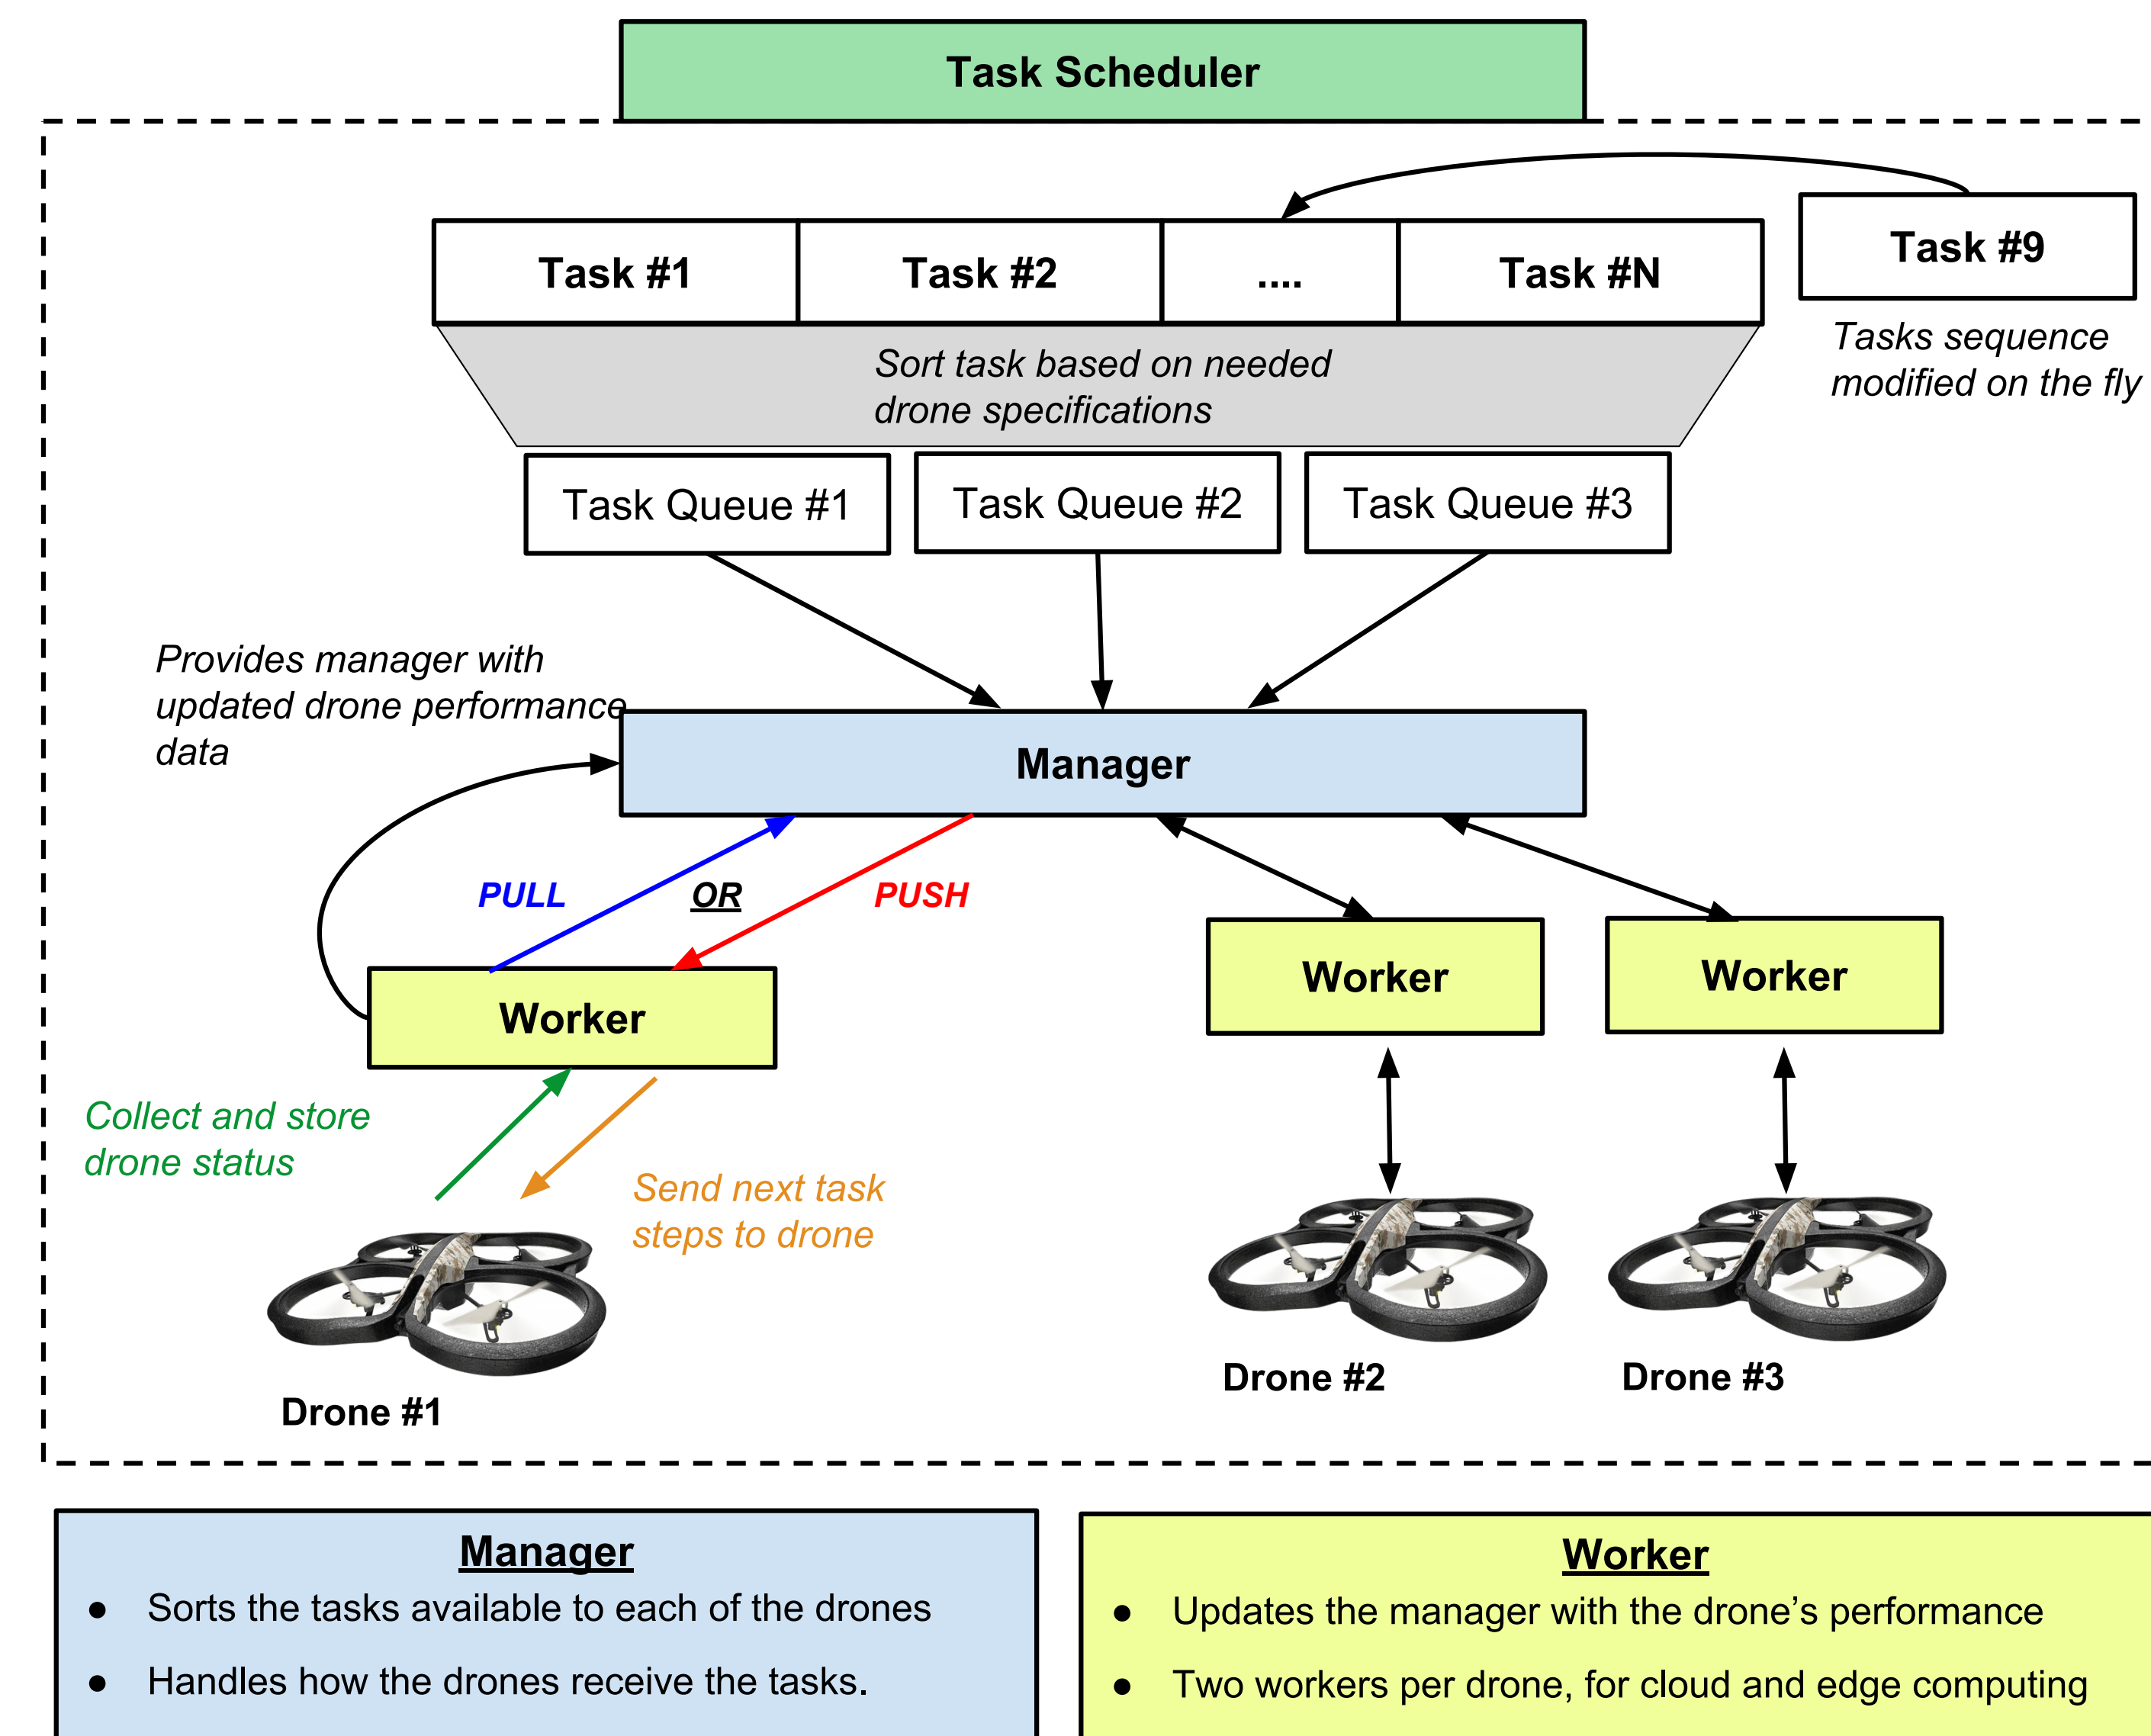 Task Scheduler
Task #1
Task #2
....
Task #N
Task #9
Tasks sequence
modified on the fly
Sort task based on needed
drone specifications
Task Queue #1
Task Queue #2
Task Queue #3
Provides manager with
updated drone performance
data
Manager
PULL
OR
PUSH
Worker
Worker
Worker
Collect and store
drone status
Send next task
steps to drone
Drone #1
Drone #2
Drone #3
Manager
● Sorts the tasks available to each of the drones
● Handles how the drones receive the tasks.
Worker
● Updates the manager with the drone’s performance
● Two workers per drone, for cloud and edge computing